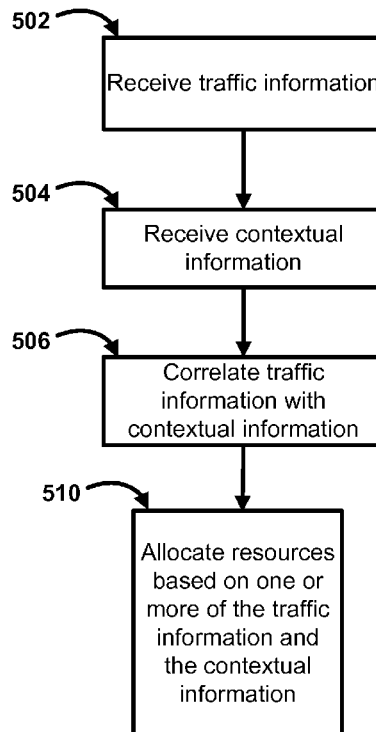 502
Receive traffic information
504
Receive contextual
information
506
Correlate traffic
information with
contextual information
510
Allocate resources
based on one or
more of the traffic
information and
the contextual
information